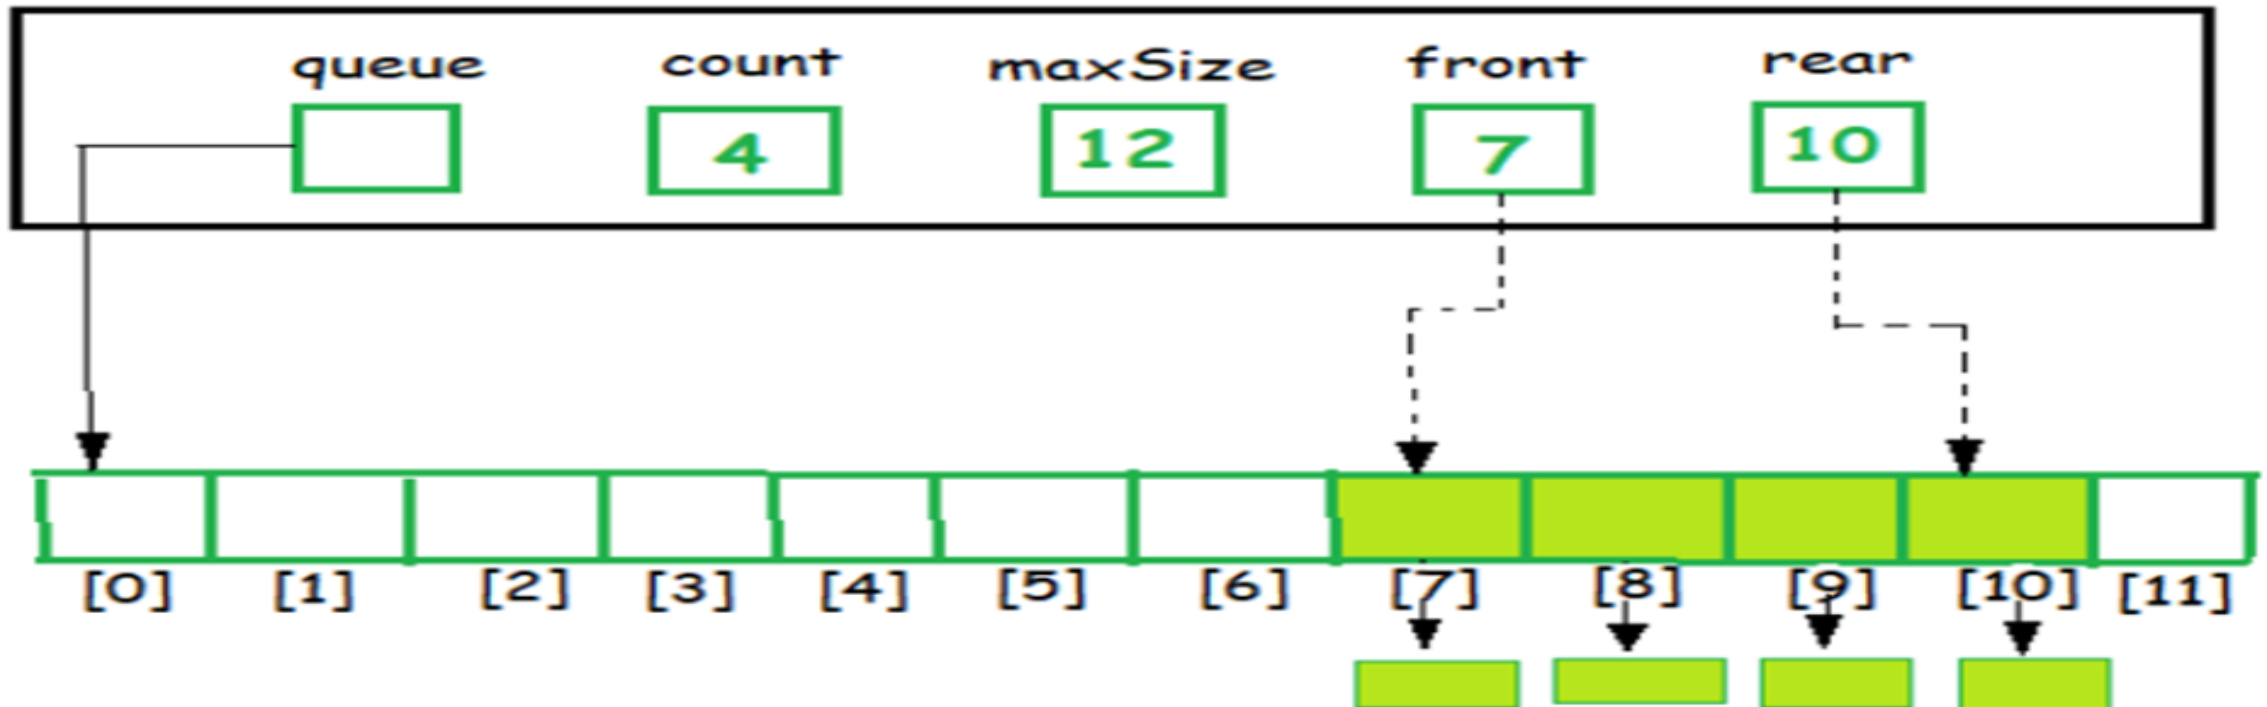 queue count maxSize front rear
4 12 7 10
[0] [1] [2] [3] [4] [5] [6] [7] [8] [9] [10] [11]